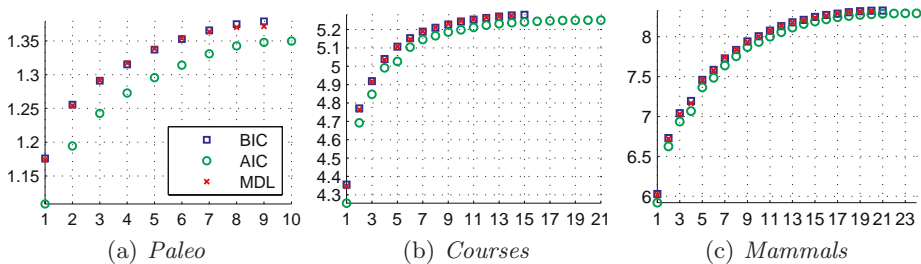 1.35
1.3
1.25
1.2
1.15
1 2 3 4 5 6 7 8 9 10
BIC
AIC
MDL
(a) Paleo
5.2
5.1
5
4.9
4.8
4.7
4.6
4.5
4.4
4.3
1 3 5 7 9 11 13 15 17 19 21
(b) Courses
8
7.5
7
6.5
6
1 3 5 7 9 11 13 15 17 19 21 23
(c) Mammals